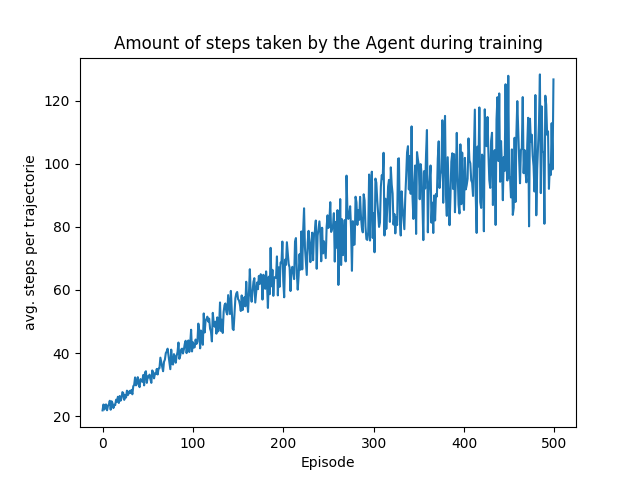 Amount of steps taken by the Agent during training
avg. steps per trajectorie
120
100
80
60
40
20
0 100 200 300 400 500
Episode